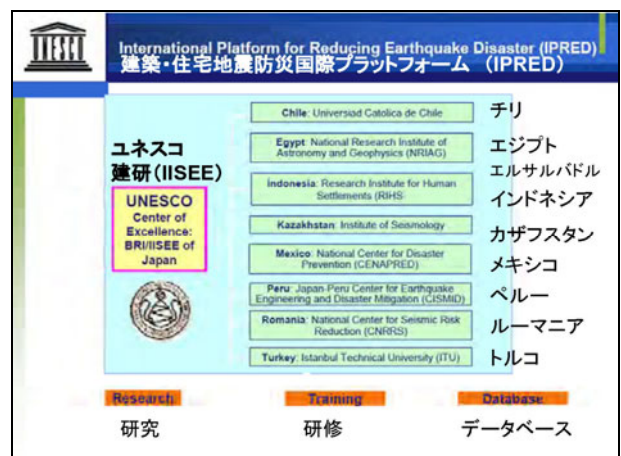 UNESCO
International Platform for Reducing Earthquake Disaster (IPRED)
建築・住宅地震防災国際プラットフォーム （IPRED）
ユネスコ
建研(IISEE)
UNESCO
Center of
Excellence:
BRI/IISEE of
Japan
Chile: Universiad Catolica de Chile
チリ
Egypt: National Research Institute of
Astronomy and Geophysics (NRIAG)
エジプト
エルサルバドル
Indonesia: Research Institute for Human
Settlements (RIHS
インドネシア
Kazakhstan: Institute of Seismology
カザフスタン
Mexico: National Center for Disaster
Prevention (CENAPRED)
メキシコ
Peru: Japan-Peru Center for Earthquake
Engineering and Disaster Mitigation (CISMID)
ペルー
Romania: National Center for Seismic Risk
Reduction (CNRRS)
ルーマニア
Turkey: Istanbul Technical University (ITU)
トルコ
Research
Training
Database
研究
研修
データベース